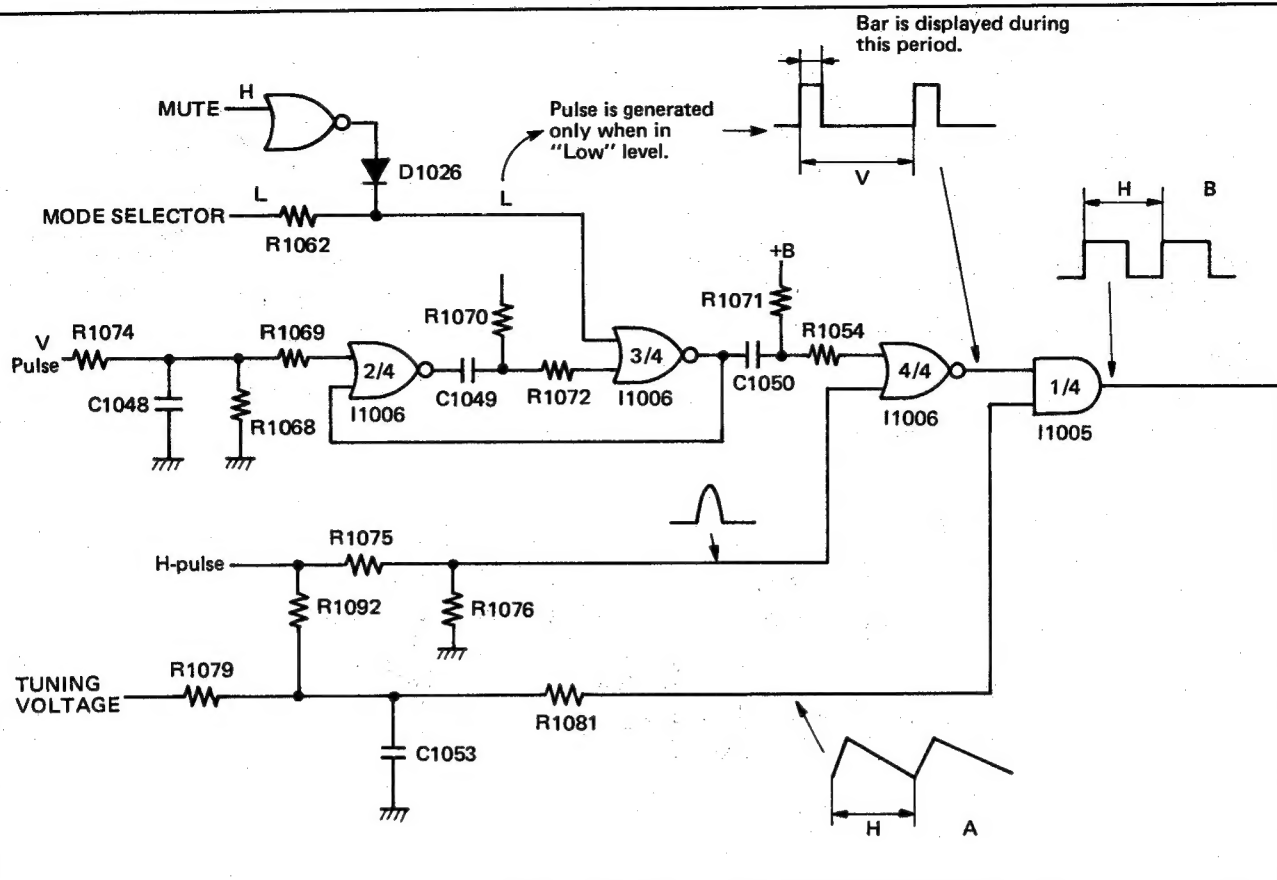 Bar is displayed during
this period.
H
MUTE
Pulse is generated
only when in
"Low" level.
D1026
V
L
L
H
B
MODE SELECTOR
R1062
+B
R1071
R1070
R1074
R1069
R1054
V
Pulse
2/4
3/4
4/4
1/4
C1048
C1049
R1072
C1050
R1068
I1006
I1006
I1006
I1005
R1075
H-pulse
R1092
R1076
R1079
TUNING
VOLTAGE
R1081
C1053
H
A